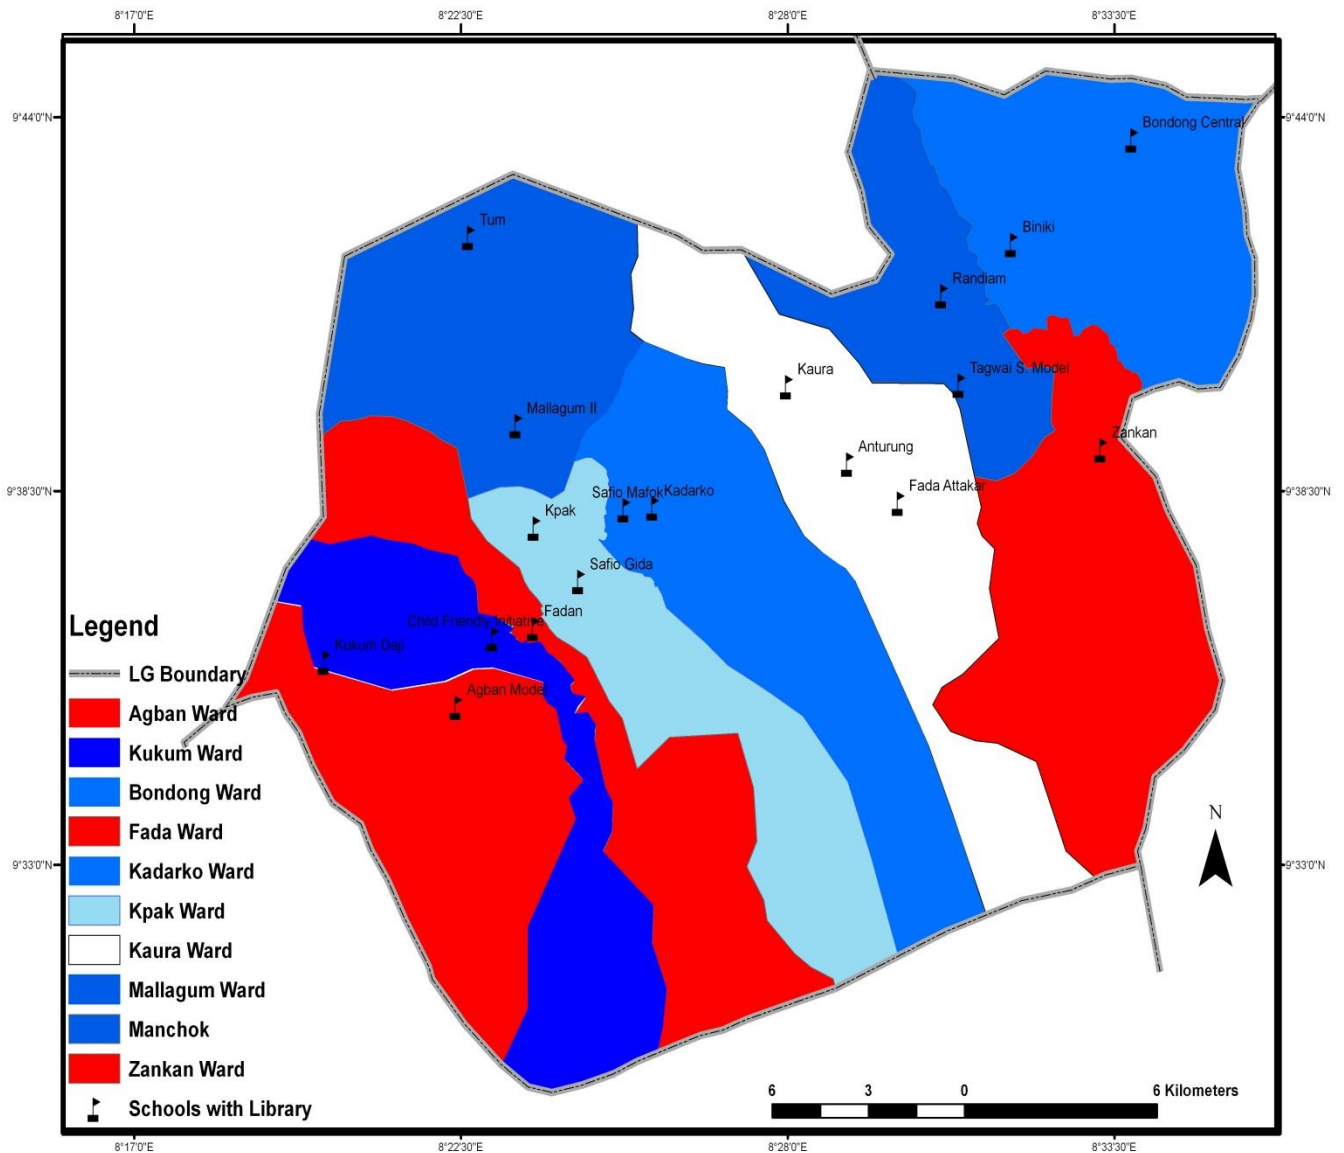 8°17'0"E
8°22'30"E
8°28'0"E
8°33'30"E
9°44'0"N
9°44'0"N
Bondong Central
Tum
Biniki
Randiam
Kaura
Tagwai S. Model
Mallagum II
Anturung
Zankan
9°38'30"N
9°38'30"N
Fada Attakar
Safio Mafok
Kadarko
Kpak
Safio Gida
Fadan
Child Friendly Initiative
Kukum Daji
Agban Model
Legend
LG Boundary
Agban Ward
Kukum Ward
Bondong Ward
Fada Ward
Kadarko Ward
Kpak Ward
Kaura Ward
Mallagum Ward
Manchok
Zankan Ward
Schools with Library
N
9°33'0"N
9°33'0"N
6 3 0 6 Kilometers
8°17'0"E
8°22'30"E
8°28'0"E
8°33'30"E